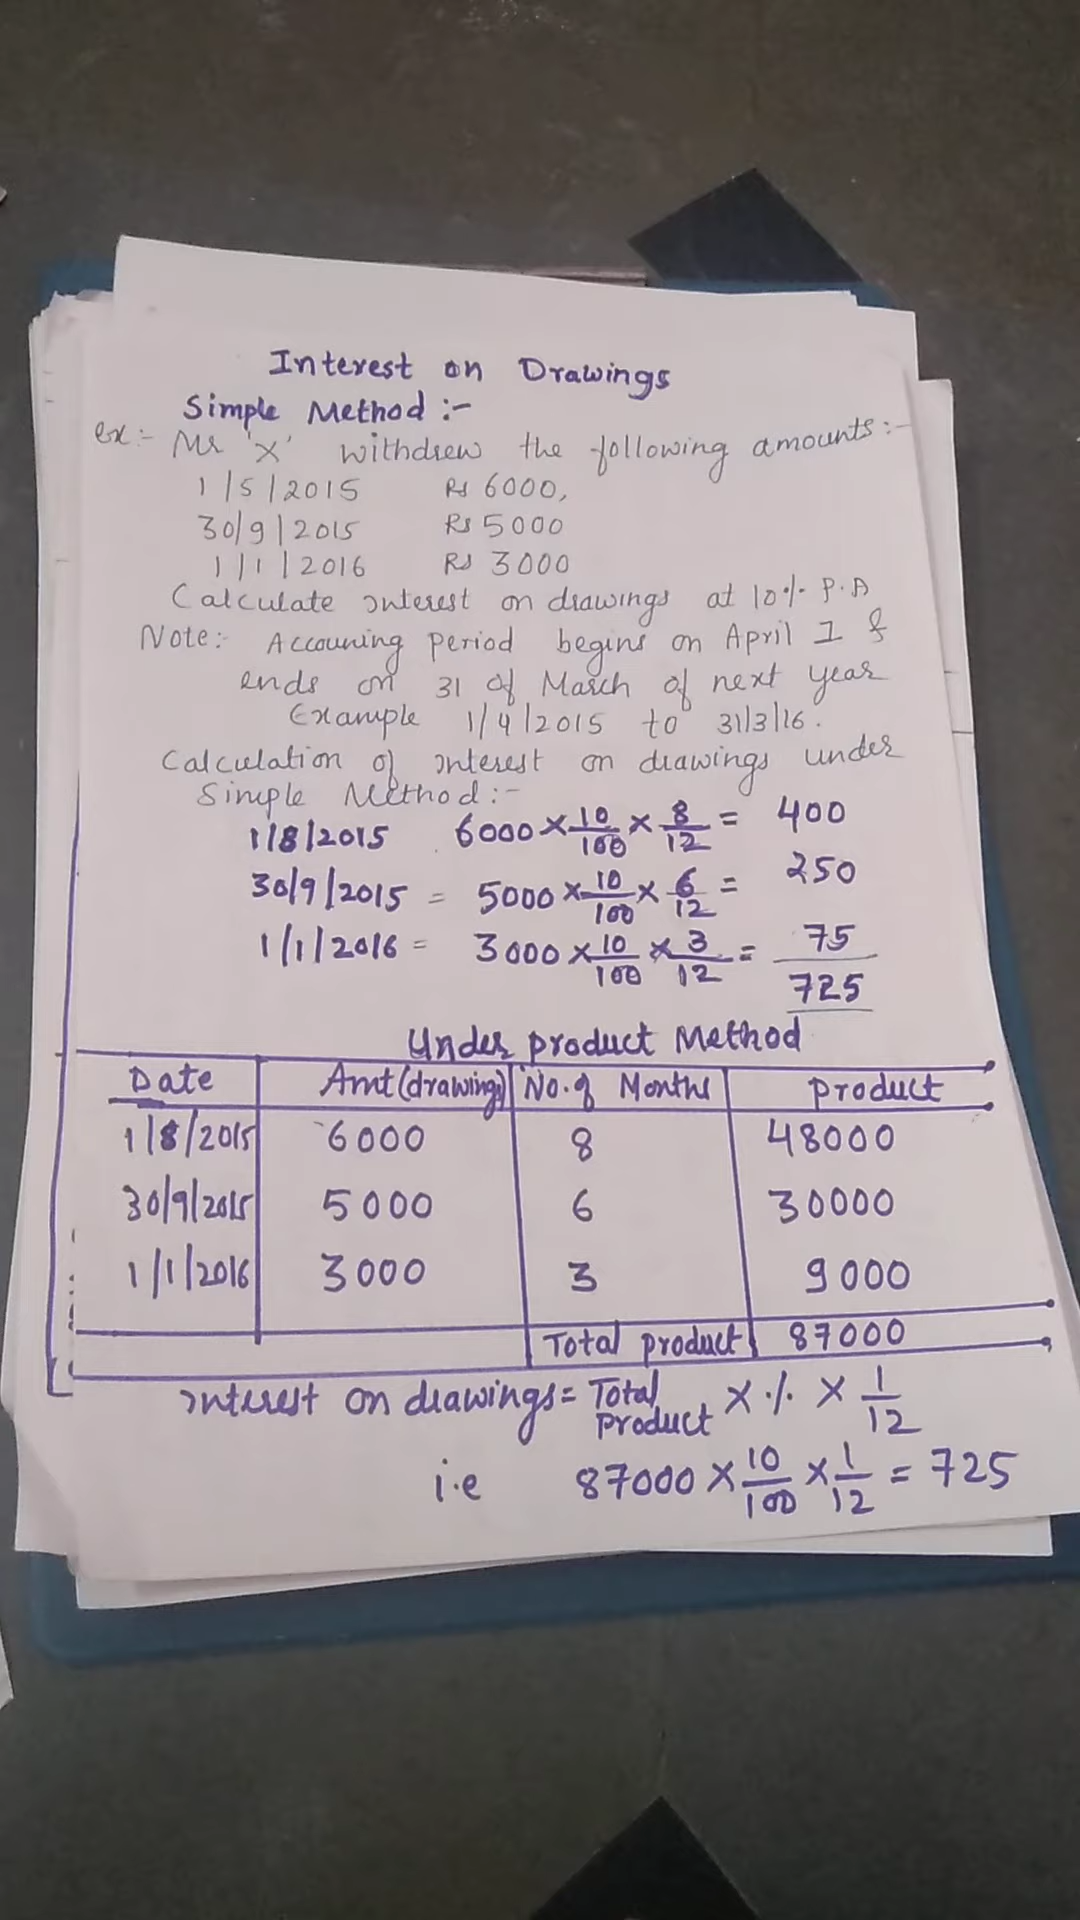 Interest on Drawings
Simple Method :-
ex:- Mr 'X' withdrew the following amounts:-
1/5/2015 Rs 6000,
30/9/2015 Rs 5000
1/1/2016 Rs 3000
Calculate interest on drawings at 10% P.A
Note:- Accouning period begins on April 1 &
ends on 31 of March of next year
Example 1/4/2015 to 31/3/16.
Calculation of interest on drawings under
Simple Method:-
1/8/2015 6000 × 10/100 × 8/12 = 400
30/9/2015 = 5000 × 10/100 × 6/12 = 250
1/1/2016 = 3000 × 10/100 × 3/12 = 75
725
Under product Method
Date Amt(drawings) No.of Months Product
1/8/2015 6000 8 48000
30/9/2015 5000 6 30000
1/1/2016 3000 3 9000
Total product 87000
interest on drawings = Total Product × % × 1/12
i.e 87000 × 10/100 × 1/12 = 725